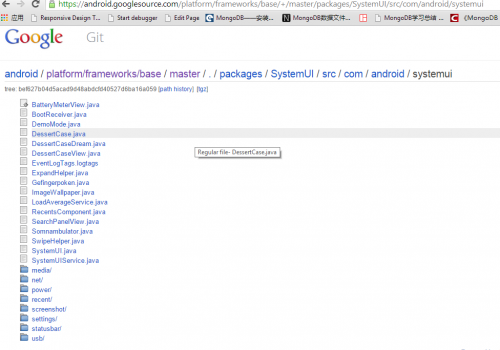 https://android.googlesource.com/platform/frameworks/base/+/master/packages/SystemUI/src/com/android/systemui
应用 Responsive Design T Start debugger Edit Page MongoDB——安装... MongoDB数据文件... MongoDB学习总结 《MongoDB
Google Git
android / platform/frameworks/base / master / . / packages / SystemUI / src / com / android / systemui
tree: bef627b04d5acad9d48abdcfd40527d6ba16a059 [path history] [tgz]
BatteryMeterView.java
BootReceiver.java
DemoMode.java
DessertCase.java
DessertCaseDream.java
DessertCaseView.java
Regular file- DessertCase.java
EventLogTags.logtags
ExpandHelper.java
Gefingerpoken.java
ImageWallpaper.java
LoadAverageService.java
RecentsComponent.java
SearchPanelView.java
Somnambulator.java
SwipeHelper.java
SystemUI.java
SystemUIService.java
media/
net/
power/
recent/
screenshot/
settings/
statusbar/
usb/